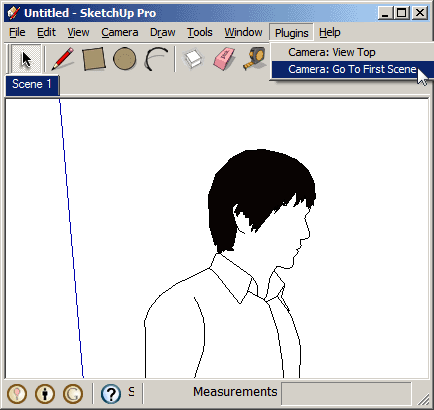 Untitled - SketchUp Pro
File Edit View Camera Draw Tools Window Plugins Help
Camera: View Top
Camera: Go To First Scene
Scene 1
G ? S Measurements